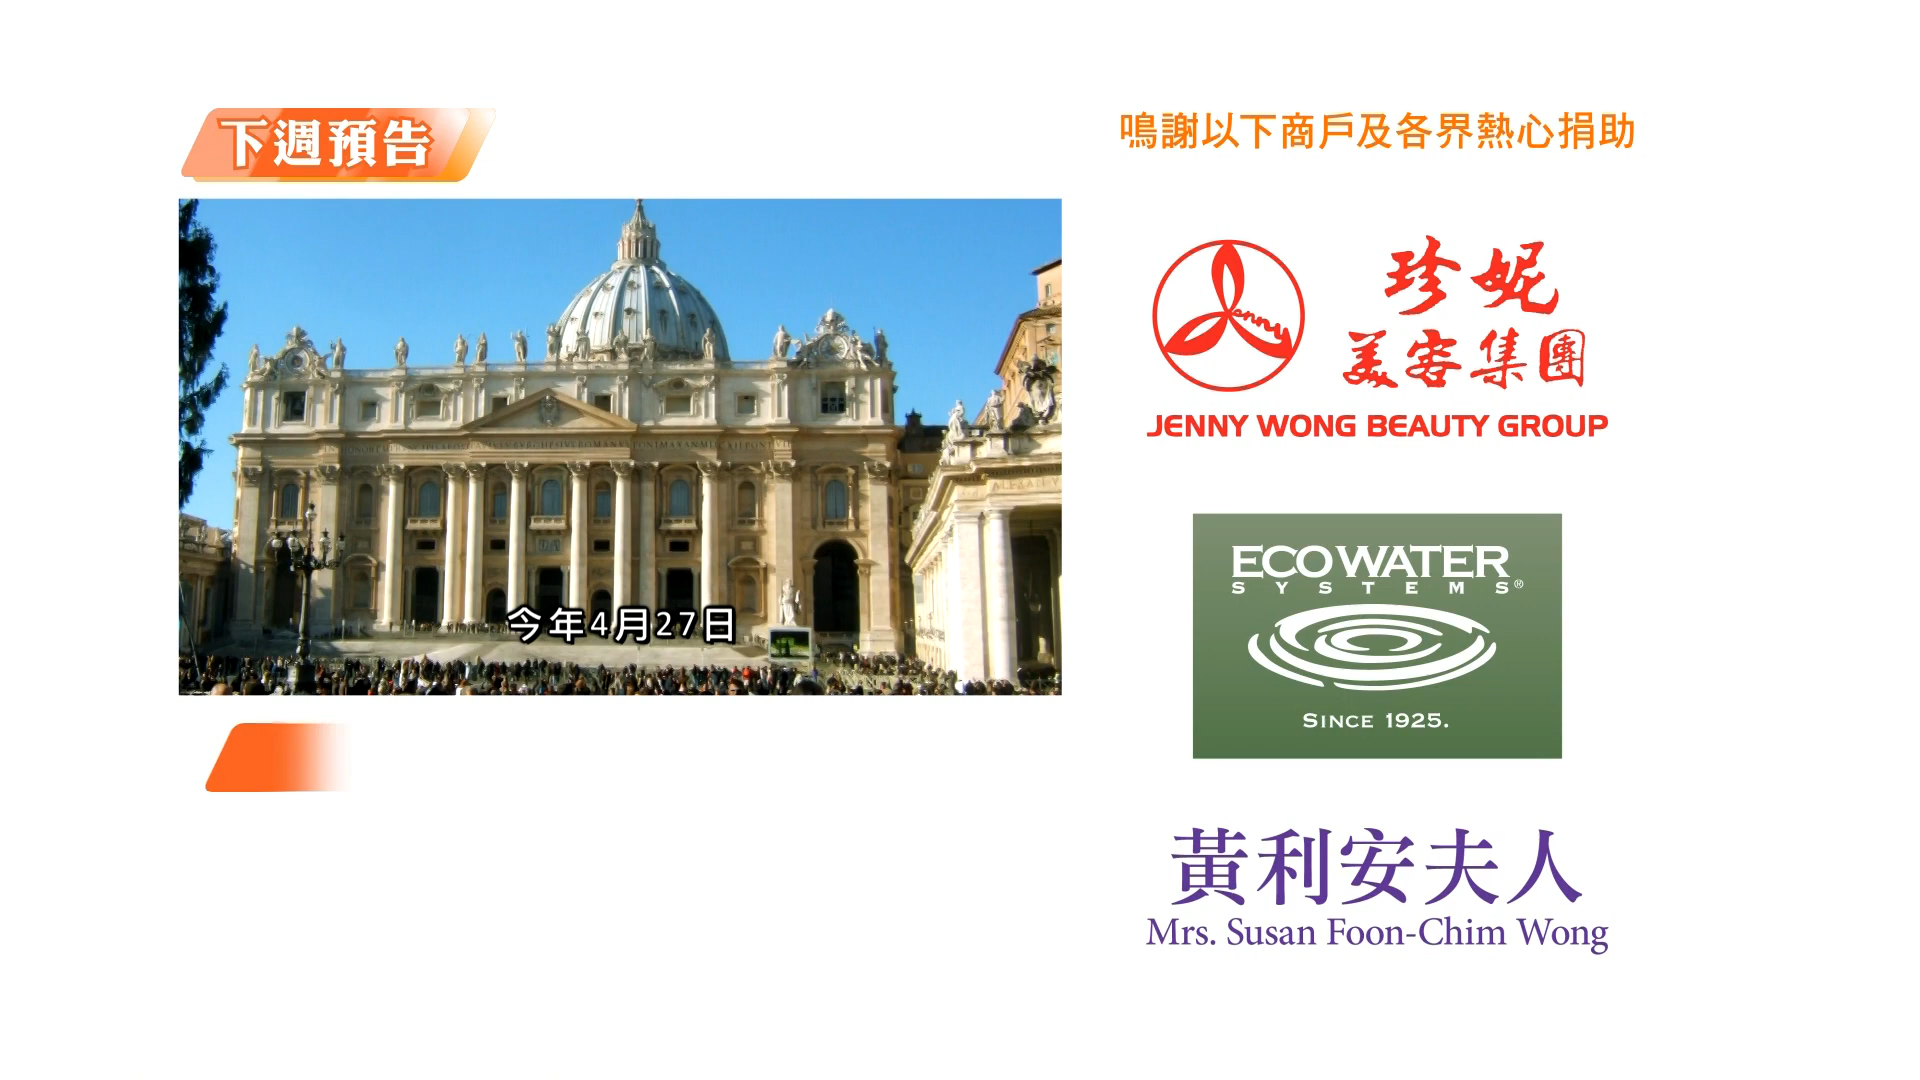 下週預告
今年4月27日
鳴謝以下商戶及各界熱心捐助
Jenny
珍妮
美容集團
JENNY WONG BEAUTY GROUP
ECOWATER
SYSTEMS®
SINCE 1925.
黃利安夫人
Mrs. Susan Foon-Chim Wong